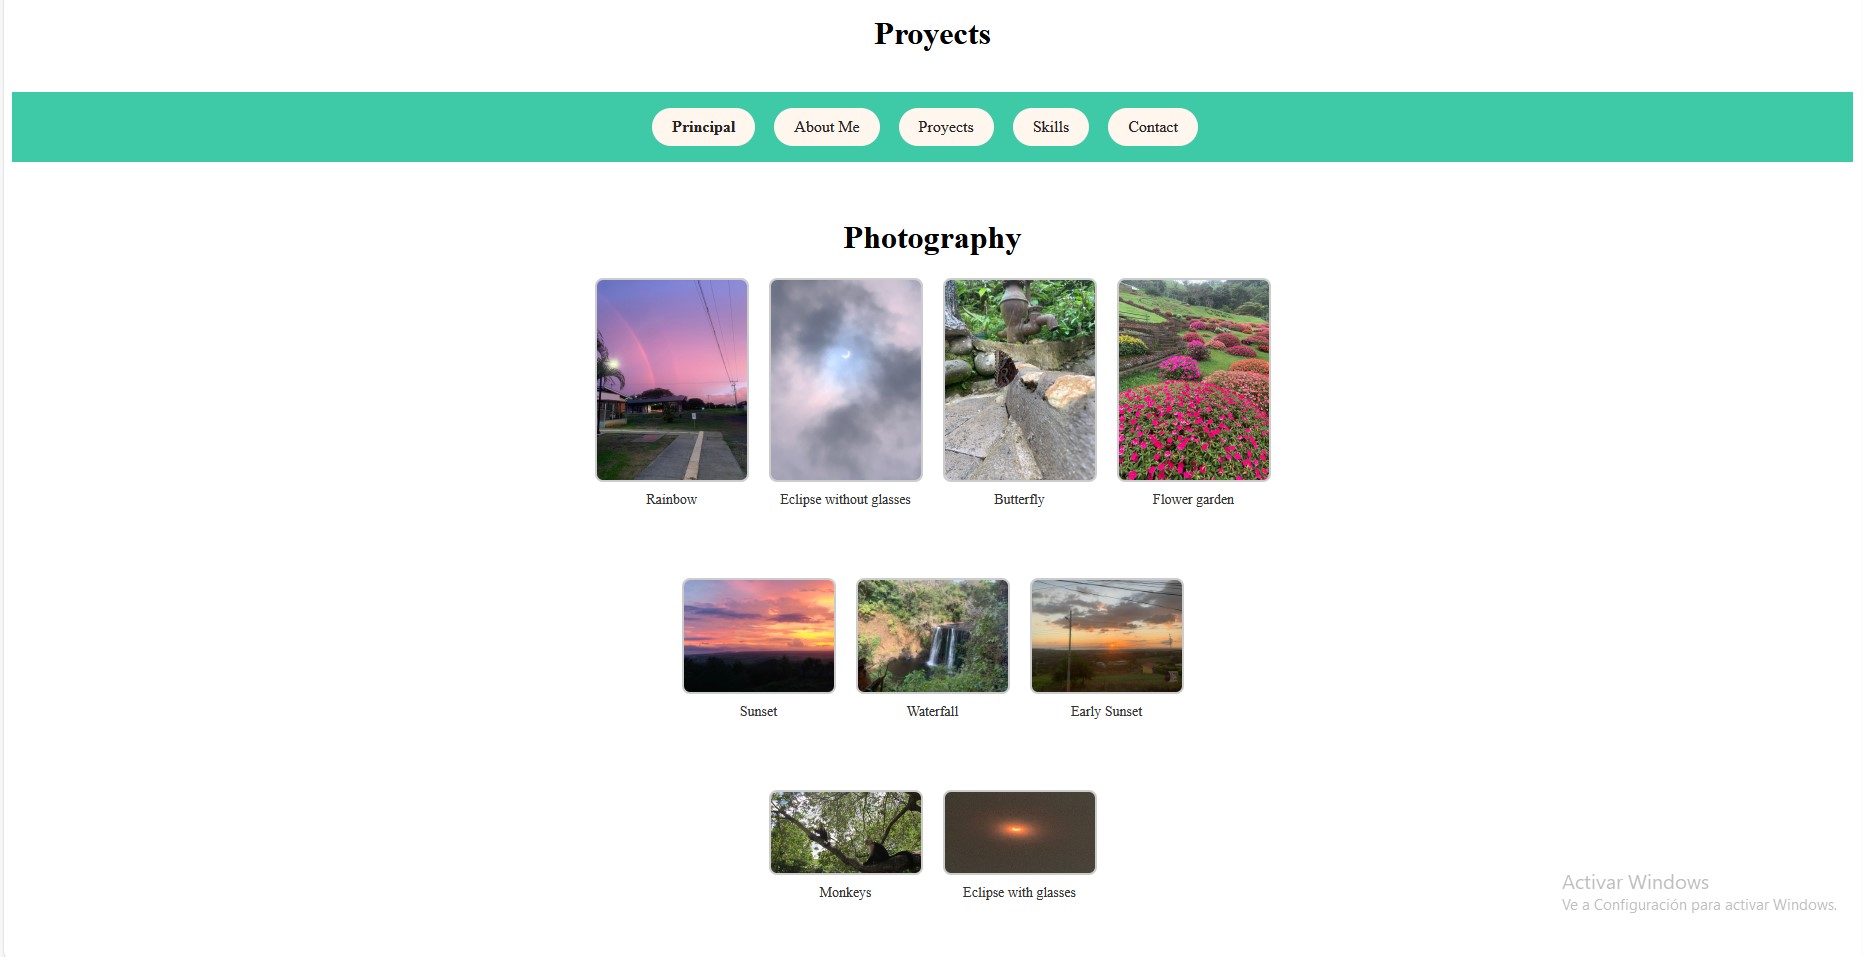 Proyects
Principal About Me Proyects Skills Contact
Photography
Rainbow Eclipse without glasses Butterfly Flower garden
Sunset Waterfall Early Sunset
Monkeys Eclipse with glasses
Activar Windows
Ve a Configuración para activar Windows.